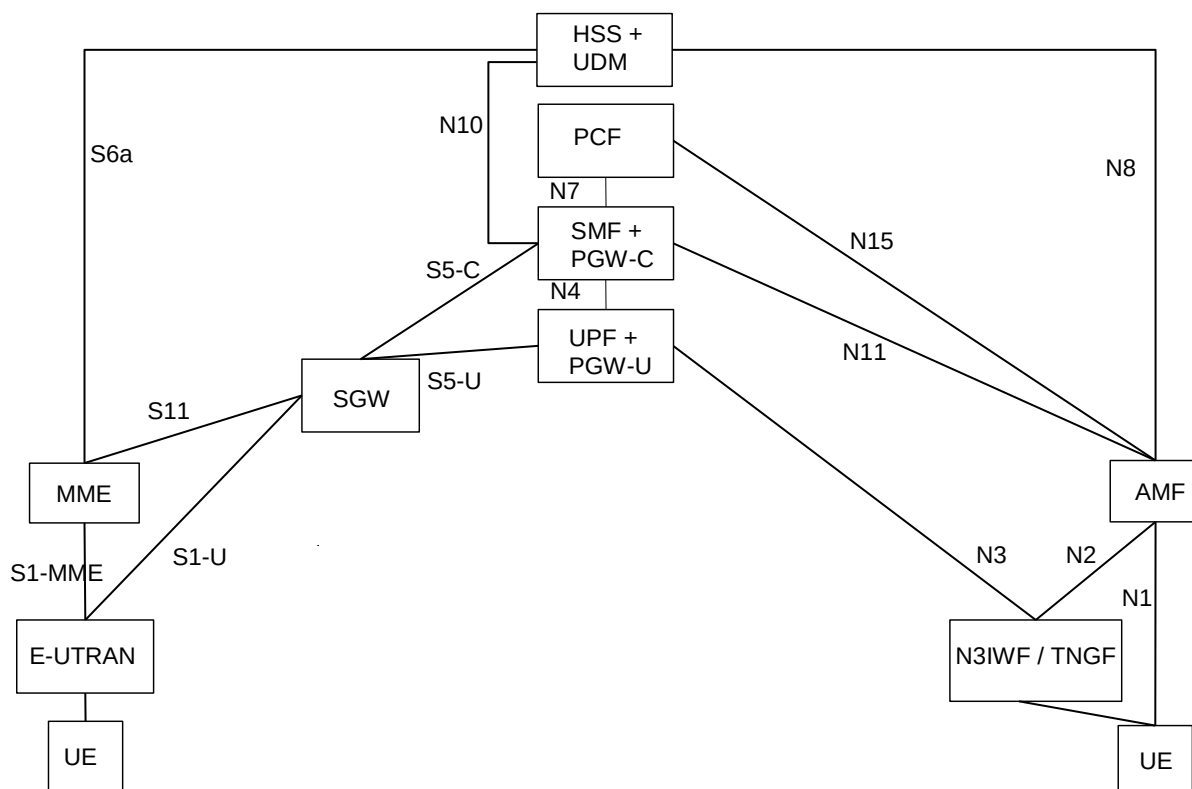 HSS +
UDM
N10
PCF
S6a
N8
N7
SMF +
PGW-C
N15
S5-C
N4
UPF +
PGW-U
N11
S5-U
SGW
S11
MME
AMF
S1-U
N3
N2
S1-MME
N1
E-UTRAN
N3IWF / TNGF
UE
UE